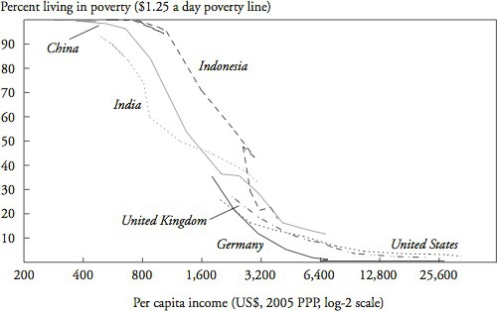 Percent living in poverty ($1.25 a day poverty line)
90
China
80
Indonesia
70
India
60
50
40
30
20
United Kingdom
10
Germany
United States
200 400 800 1,600 3,200 6,400 12,800 25,600
Per capita income (US$, 2005 PPP, log-2 scale)